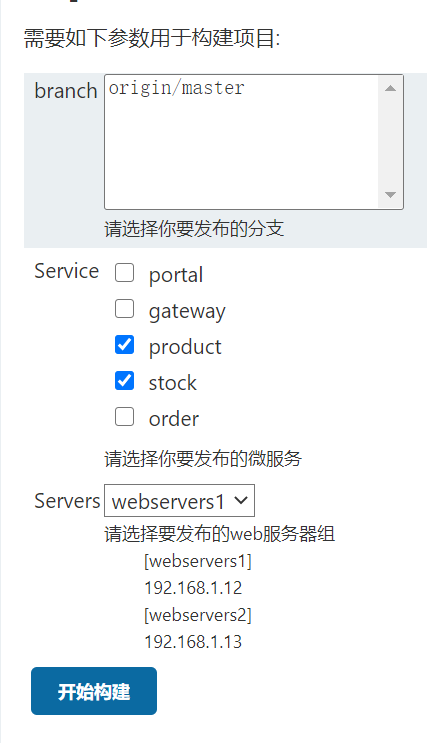 需要如下参数用于构建项目:
branch origin/master
请选择你要发布的分支
Service portal
gateway
product
stock
order
请选择你要发布的微服务
Servers webservers1
请选择要发布的web服务器组
[webservers1]
192.168.1.12
[webservers2]
192.168.1.13
开始构建